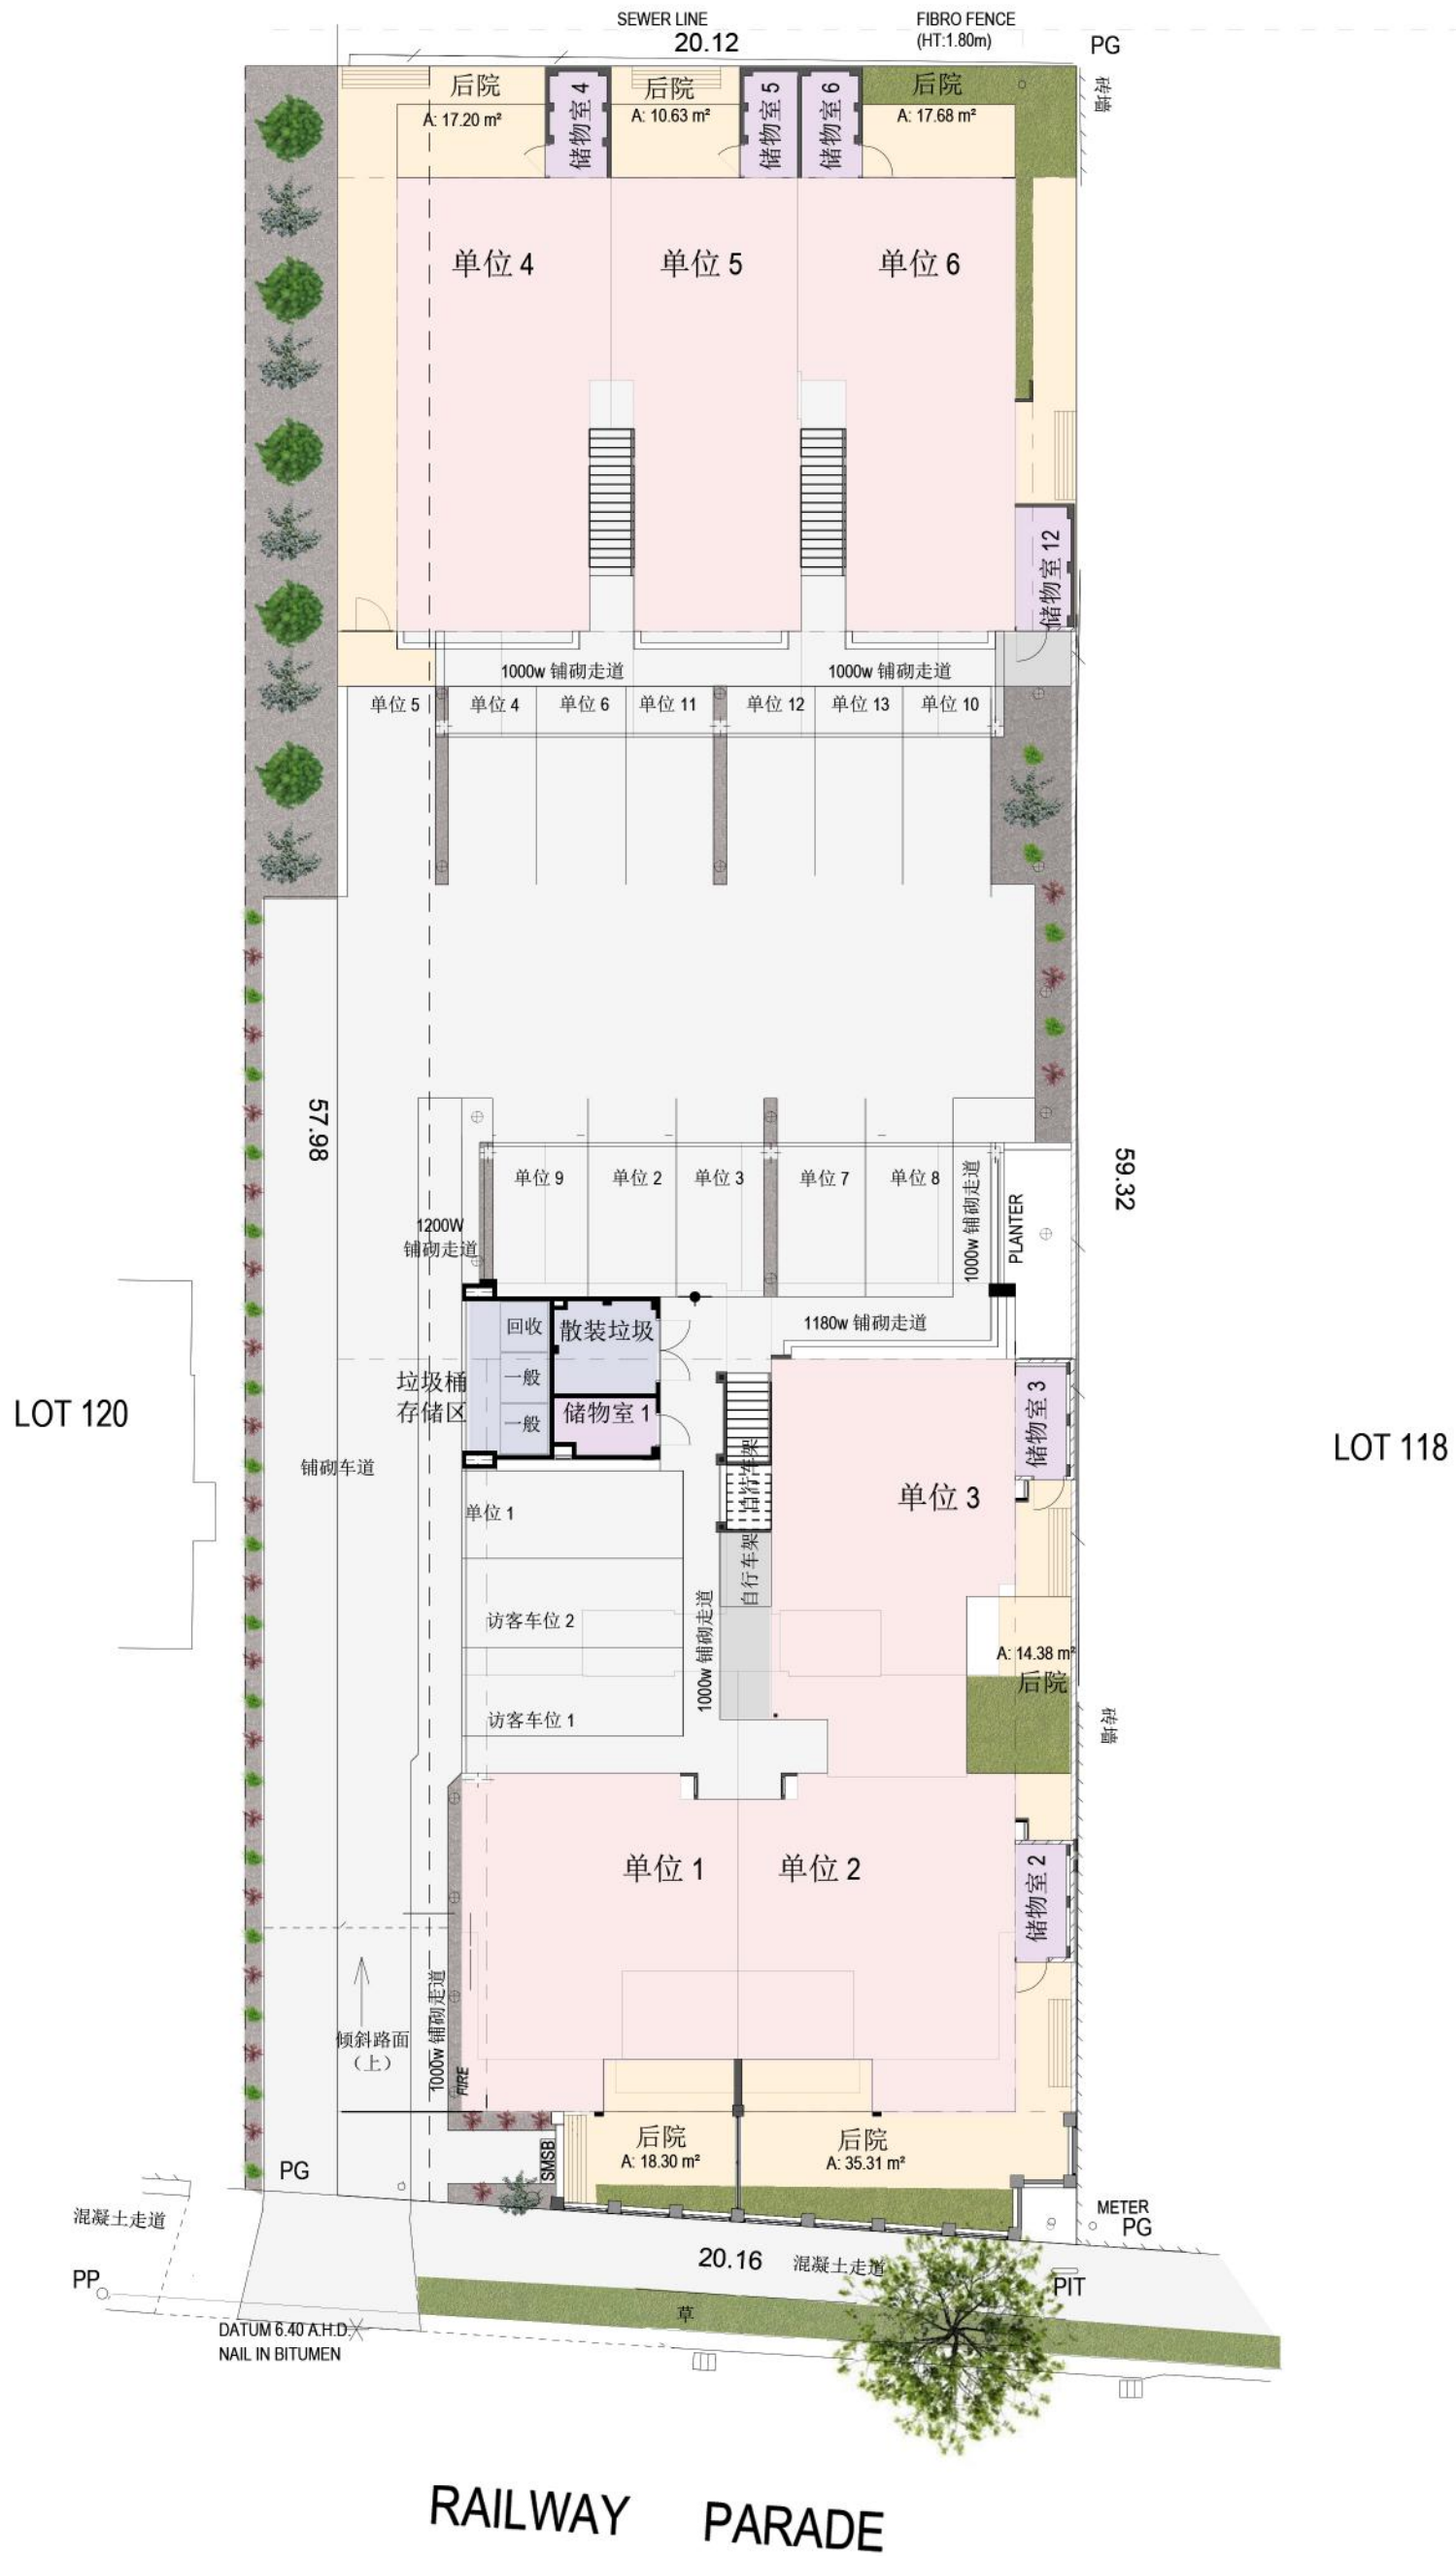 SEWER LINE
20.12
FIBRO FENCE
(HT:1.80m)
PG
砖墙
后院
A: 17.20 m²
储物室 4
后院
A: 10.63 m²
储物室 5
储物室 6
后院
A: 17.68 m²
单位 4
单位 5
单位 6
储物室 12
1000w 铺砌走道
1000w 铺砌走道
单位 5
单位 4
单位 6
单位 11
单位 12
单位 13
单位 10
57.98
59.32
单位 9
单位 2
单位 3
单位 7
单位 8
1000w 铺砌走道
PLANTER
1200W
铺砌走道
1180w 铺砌走道
回收
一般
一般
散装垃圾
储物室 1
垃圾桶
存储区
LOT 120
LOT 118
储物室 3
铺砌车道
单位 3
自行车架
自行车架
单位 1
访客车位 2
访客车位 1
1000w 铺砌走道
A: 14.38 m²
后院
砖墙
单位 1
单位 2
储物室 2
倾斜路面
（上）
1000w 铺砌走道
FIRE
SMSB
后院
A: 18.30 m²
后院
A: 35.31 m²
PG
混凝土走道
METER
PG
20.16
混凝土走道
PP
PIT
草
DATUM 6.40 A.H.D.
NAIL IN BITUMEN
RAILWAY PARADE